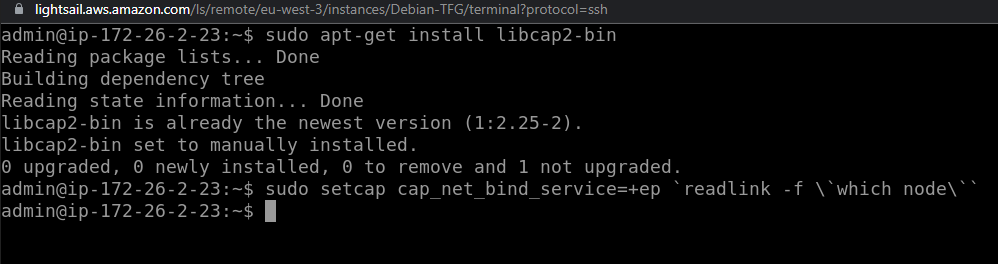 lightsail.aws.amazon.com/ls/remote/eu-west-3/instances/Debian-TFG/terminal?protocol=ssh
admin@ip-172-26-2-23:~$ sudo apt-get install libcap2-bin
Reading package lists... Done
Building dependency tree
Reading state information... Done
libcap2-bin is already the newest version (1:2.25-2).
libcap2-bin set to manually installed.
0 upgraded, 0 newly installed, 0 to remove and 1 not upgraded.
admin@ip-172-26-2-23:~$ sudo setcap cap_net_bind_service=+ep `readlink -f \`which node\``
admin@ip-172-26-2-23:~$